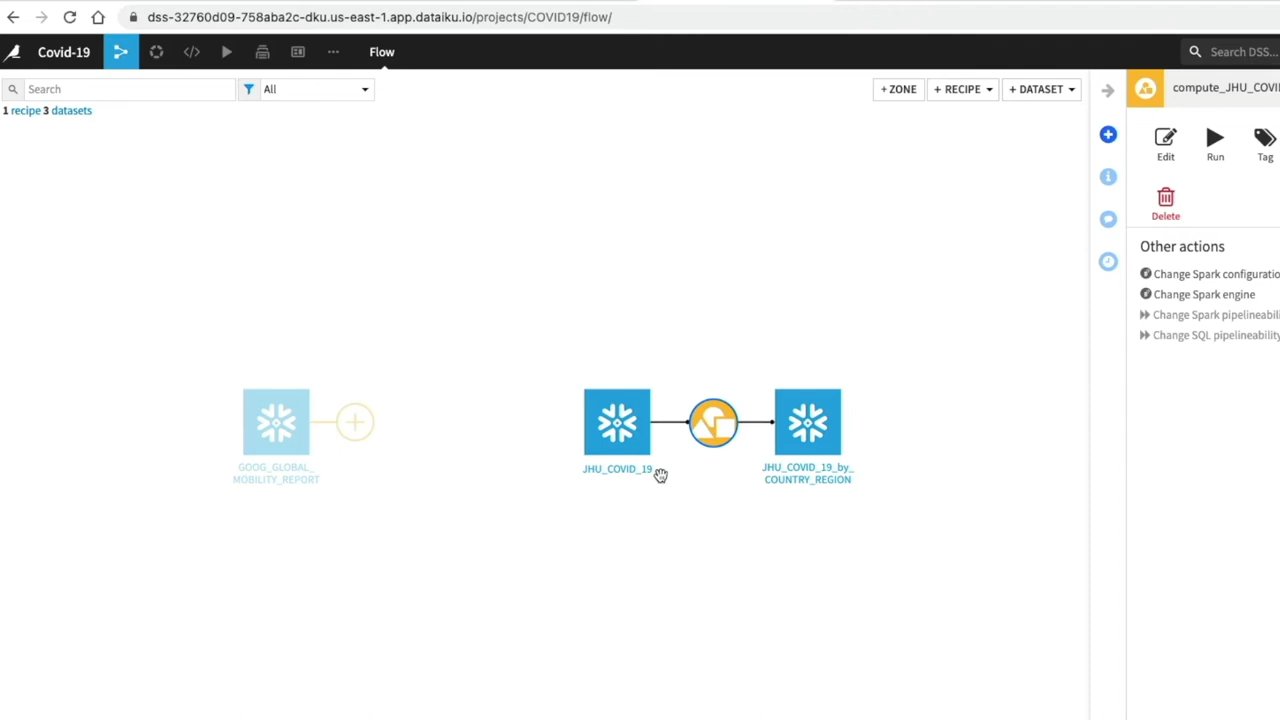 dss-32760d09-758aba2c-dku.us-east-1.app.dataiku.io/projects/COVID19/flow/
Covid-19
Flow
Search DSS...
Search
All
+ ZONE
+ RECIPE
+ DATASET
compute_JHU_COVI
1 recipe 3 datasets
Edit
Run
Tag
Delete
Other actions
Change Spark configuratio
Change Spark engine
Change Spark pipelineabili
Change SQL pipelineability
GOOG_GLOBAL_
MOBILITY_REPORT
JHU_COVID_19
JHU_COVID_19_by_
COUNTRY_REGION